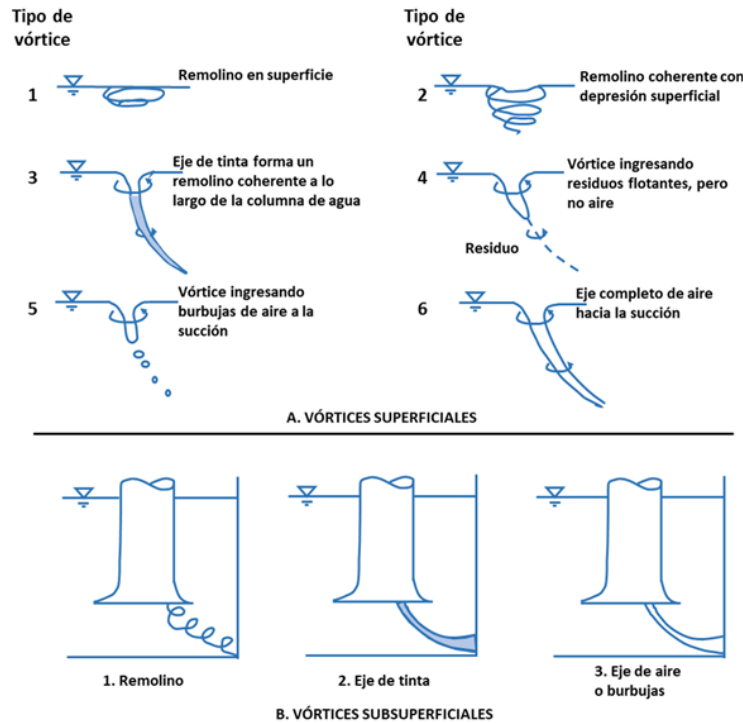 Tipo de
vórtice
Tipo de
vórtice
1
Remolino en superficie
2
Remolino coherente con
depresión superficial
3
Eje de tinta forma un
remolino coherente a lo
largo de la columna de agua
4
Vórtice ingresando
residuos flotantes, pero
no aire
Residuo
5
Vórtice ingresando
burbujas de aire a la
succión
6
Eje completo de aire
hacia la succión
A. VÓRTICES SUPERFICIALES
1. Remolino
2. Eje de tinta
3. Eje de aire
o burbujas
B. VÓRTICES SUBSUPERFICIALES